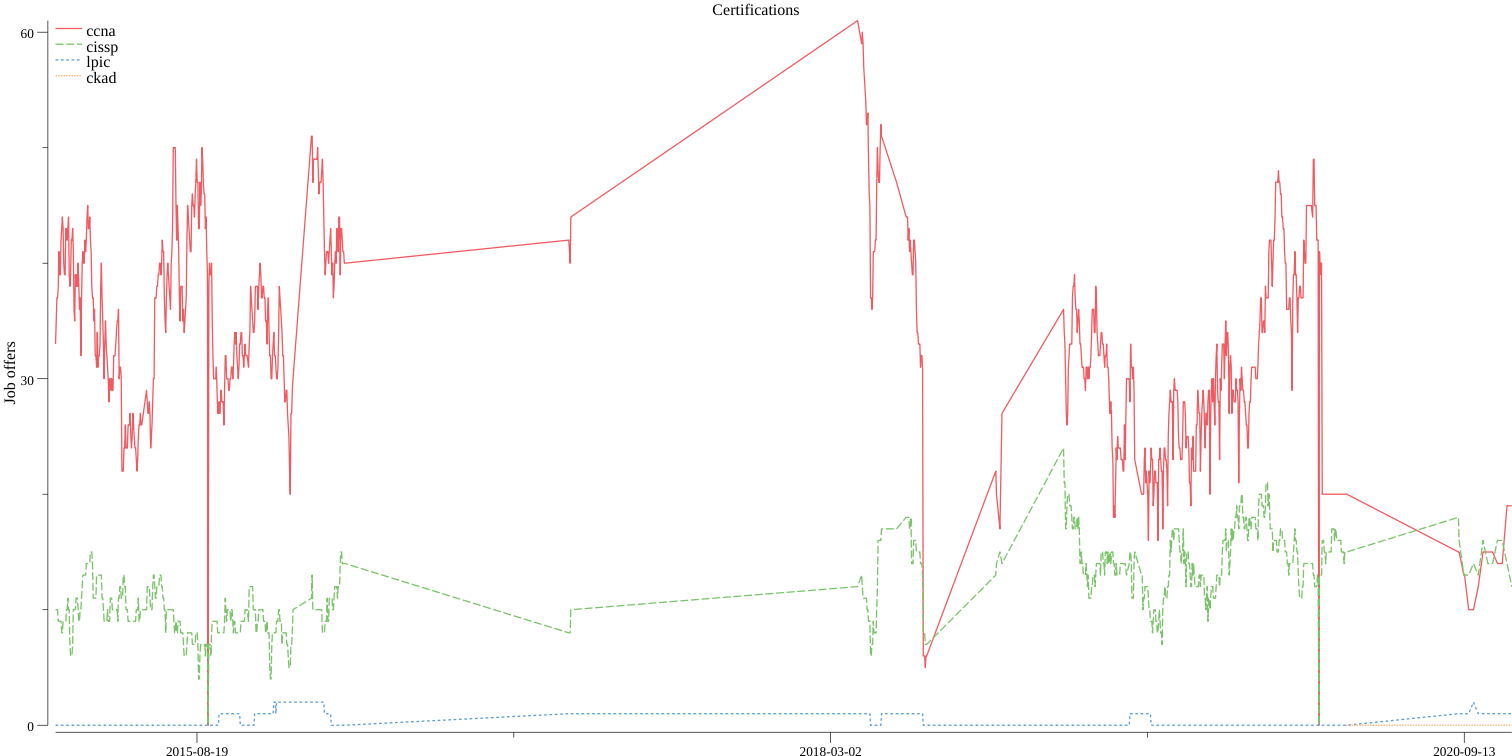 Certifications
60
ccna
cissp
lpic
ckad
Job offers
30
0
2015-08-19
2018-03-02
2020-09-13